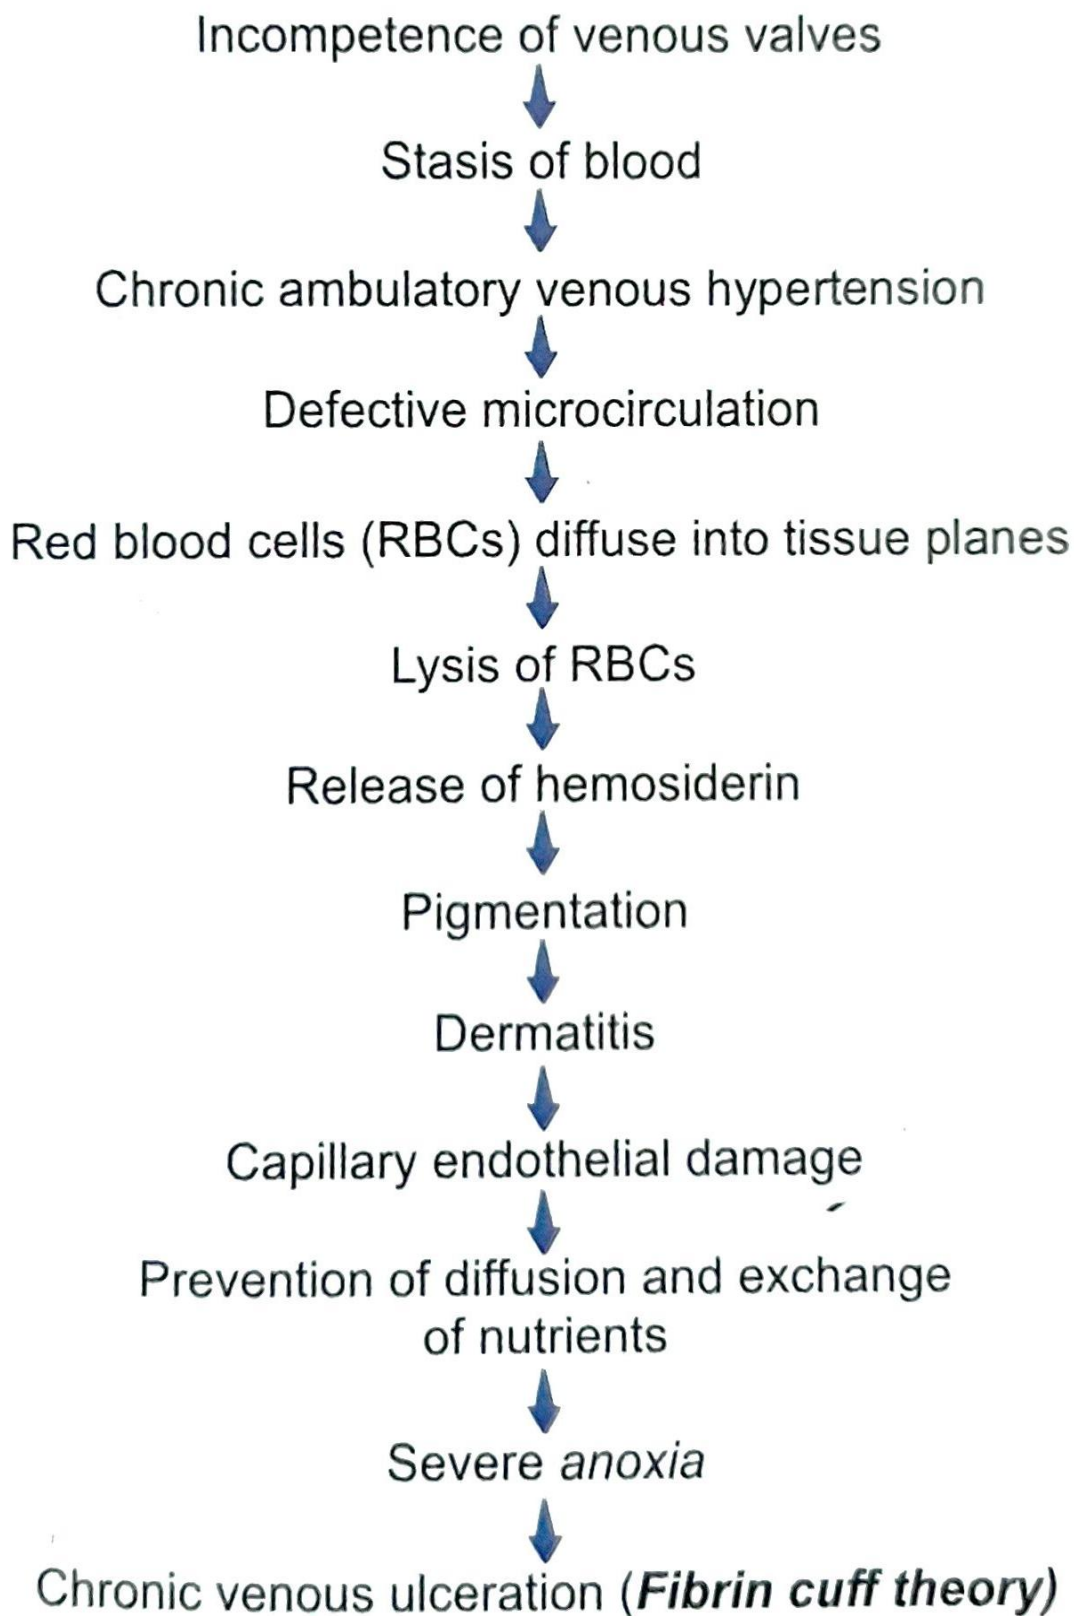 Incompetence of venous valves
Stasis of blood
Chronic ambulatory venous hypertension
Defective microcirculation
Red blood cells (RBCs) diffuse into tissue planes
Lysis of RBCs
Release of hemosiderin
Pigmentation
Dermatitis
Capillary endothelial damage
Prevention of diffusion and exchange
of nutrients
Severe anoxia
Chronic venous ulceration (Fibrin cuff theory)